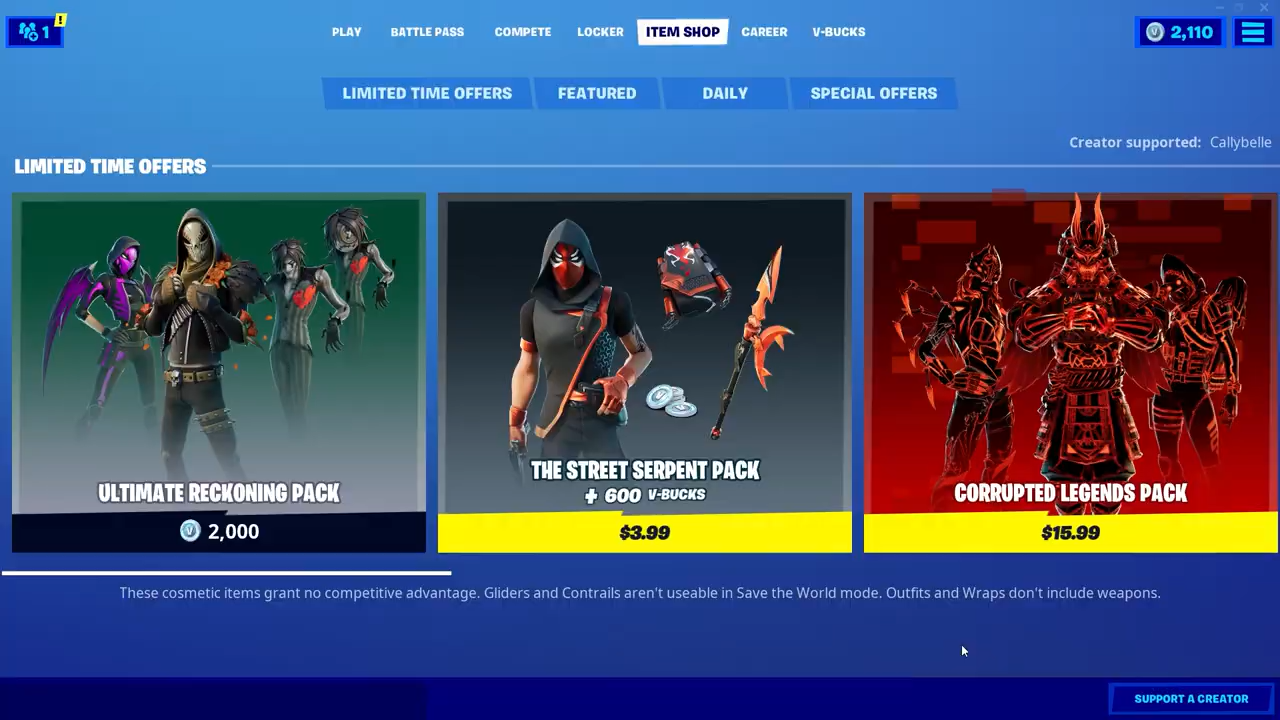 1
!
PLAY
BATTLE PASS
COMPETE
LOCKER
ITEM SHOP
CAREER
V-BUCKS
2,110
LIMITED TIME OFFERS
FEATURED
DAILY
SPECIAL OFFERS
Creator supported: Callybelle
LIMITED TIME OFFERS
ULTIMATE RECKONING PACK
2,000
THE STREET SERPENT PACK
+ 600 V-BUCKS
$3.99
CORRUPTED LEGENDS PACK
$15.99
These cosmetic items grant no competitive advantage. Gliders and Contrails aren't useable in Save the World mode. Outfits and Wraps don't include weapons.
SUPPORT A CREATOR